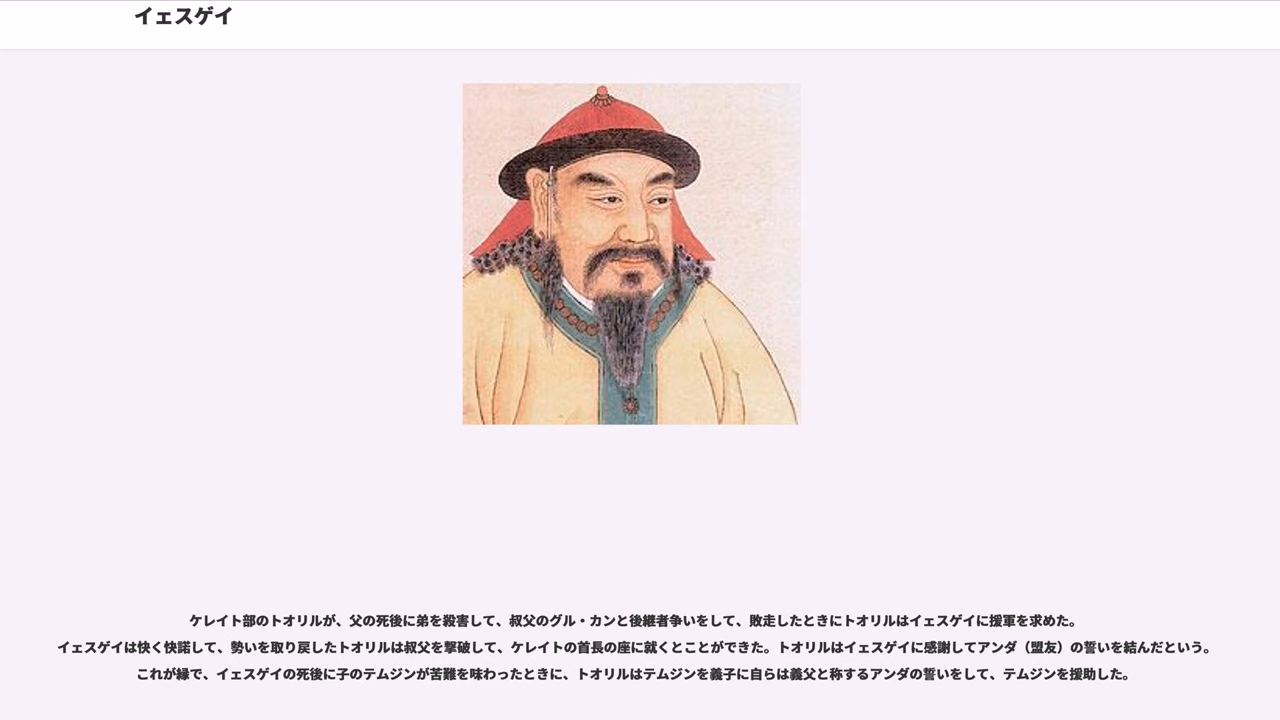 イェスゲイ
ケレイト部のトオリルが、父の死後に弟を殺害して、叔父のグル・カンと後継者争いをして、敗走したときにトオリルはイェスゲイに援軍を求めた。
イェスゲイは快く快諾して、勢いを取り戻したトオリルは叔父を撃破して、ケレイトの首長の座に就くとことができた。トオリルはイェスゲイに感謝してアンダ（盟友）の誓いを結んだという。
これが縁で、イェスゲイの死後に子のテムジンが苦難を味わったときに、トオリルはテムジンを義子に自らは義父と称するアンダの誓いをして、テムジンを援助した。